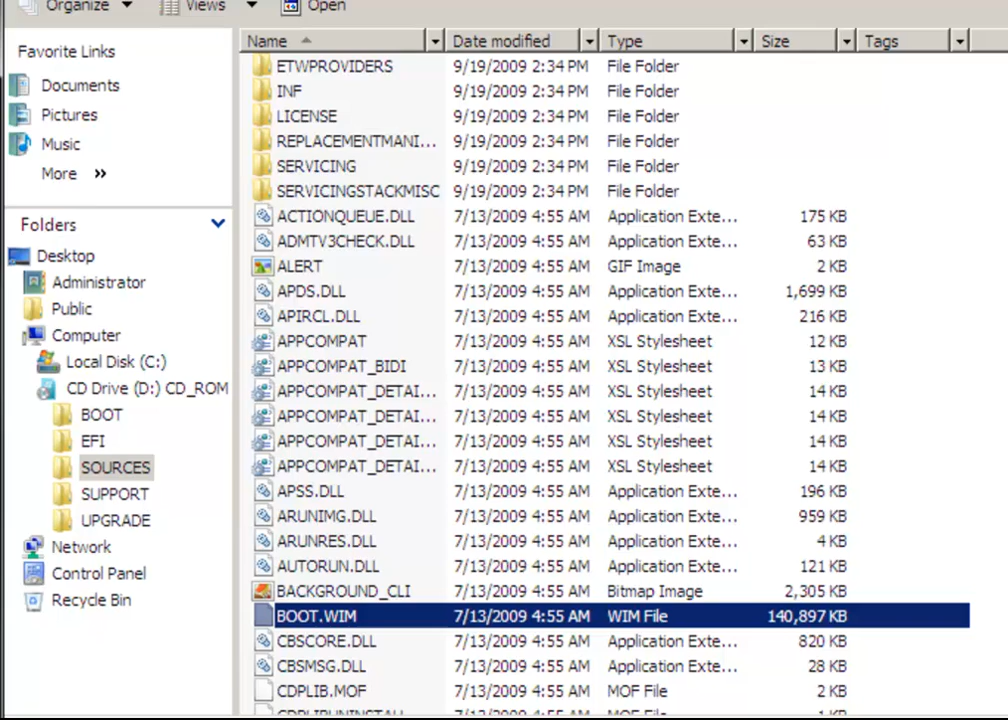 Organize Views Open
Favorite Links
Documents
Pictures
Music
More »
Folders
Desktop
Administrator
Public
Computer
Local Disk (C:)
CD Drive (D:) CD_ROM
BOOT
EFI
SOURCES
SUPPORT
UPGRADE
Network
Control Panel
Recycle Bin
Name Date modified Type Size Tags
ETWPROVIDERS 9/19/2009 2:34 PM File Folder
INF 9/19/2009 2:34 PM File Folder
LICENSE 9/19/2009 2:34 PM File Folder
REPLACEMENTMANI... 9/19/2009 2:34 PM File Folder
SERVICING 9/19/2009 2:34 PM File Folder
SERVICINGSTACKMISC 9/19/2009 2:34 PM File Folder
ACTIONQUEUE.DLL 7/13/2009 4:55 AM Application Exte... 175 KB
ADMTV3CHECK.DLL 7/13/2009 4:55 AM Application Exte... 63 KB
ALERT 7/13/2009 4:55 AM GIF Image 2 KB
APDS.DLL 7/13/2009 4:55 AM Application Exte... 1,699 KB
APIRCL.DLL 7/13/2009 4:55 AM Application Exte... 216 KB
APPCOMPAT 7/13/2009 4:55 AM XSL Stylesheet 12 KB
APPCOMPAT_BIDI 7/13/2009 4:55 AM XSL Stylesheet 13 KB
APPCOMPAT_DETAI... 7/13/2009 4:55 AM XSL Stylesheet 14 KB
APPCOMPAT_DETAI... 7/13/2009 4:55 AM XSL Stylesheet 14 KB
APPCOMPAT_DETAI... 7/13/2009 4:55 AM XSL Stylesheet 14 KB
APPCOMPAT_DETAI... 7/13/2009 4:55 AM XSL Stylesheet 14 KB
APSS.DLL 7/13/2009 4:55 AM Application Exte... 196 KB
ARUNIMG.DLL 7/13/2009 4:55 AM Application Exte... 959 KB
ARUNRES.DLL 7/13/2009 4:55 AM Application Exte... 4 KB
AUTORUN.DLL 7/13/2009 4:55 AM Application Exte... 121 KB
BACKGROUND_CLI 7/13/2009 4:55 AM Bitmap Image 2,305 KB
BOOT.WIM 7/13/2009 4:55 AM WIM File 140,897 KB
CBSCORE.DLL 7/13/2009 4:55 AM Application Exte... 820 KB
CBSMSG.DLL 7/13/2009 4:55 AM Application Exte... 28 KB
CDPLIB.MOF 7/13/2009 4:55 AM MOF File 2 KB